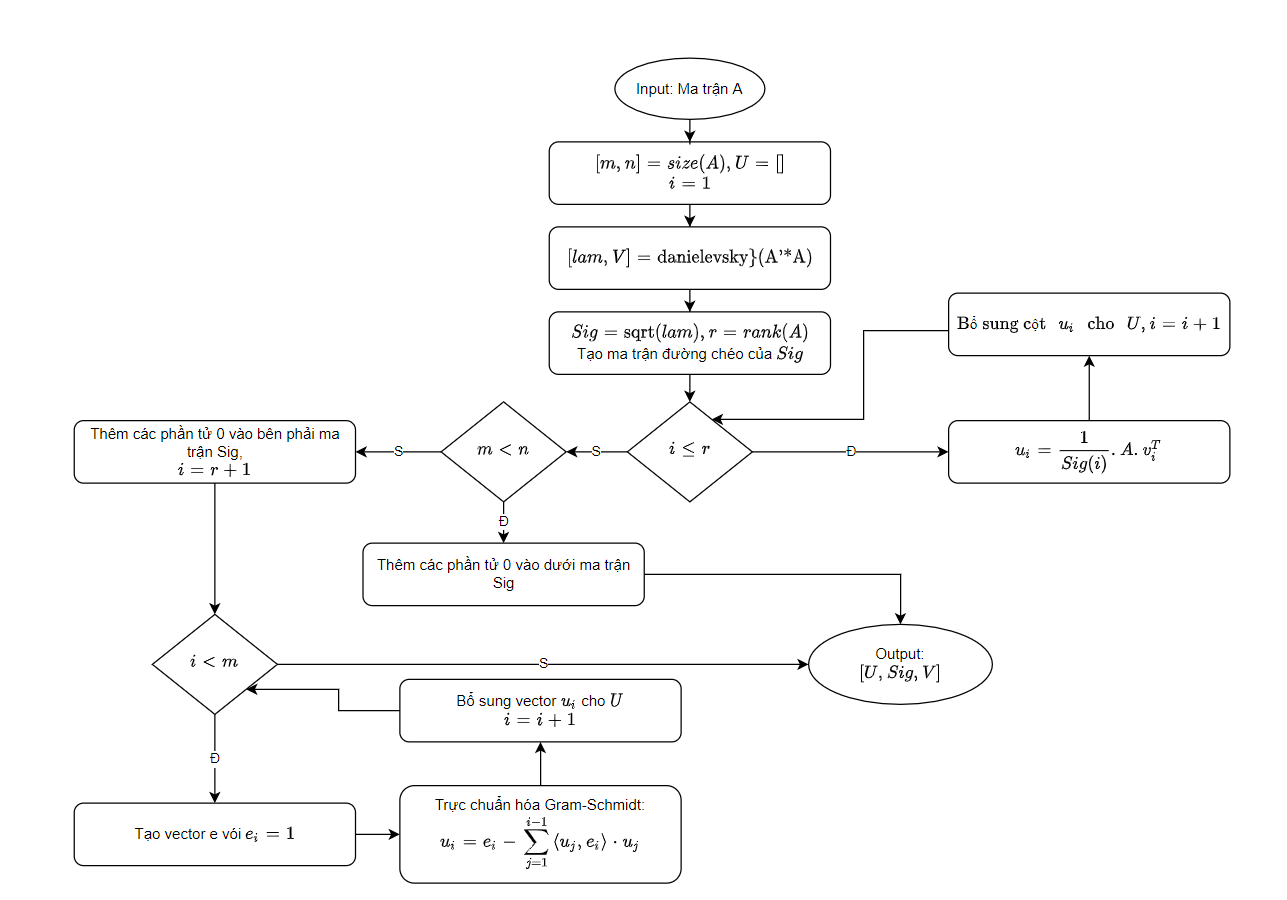 Input: Ma trận A
[m, n] = size(A), U = []
i = 1
[lam, V] = danielevsky}(A'*A)
Sig = sqrt(lam), r = rank(A)
Tạo ma trận đường chéo của Sig
Bổ sung cột u_i cho U, i = i + 1
Thêm các phần tử 0 vào bên phải ma
trận Sig,
i = r + 1
S
m < n
S
i ≤ r
Đ
u_i = \frac{1}{Sig(i)}. A. v_i^T
Đ
Thêm các phần tử 0 vào dưới ma trận
Sig
i < m
S
Output:
[U, Sig, V]
Bổ sung vector u_i cho U
i = i + 1
Đ
Tạo vector e vói e_i = 1
Trực chuẩn hóa Gram-Schmidt:
u_i = e_i − \sum_{j=1}^{i−1} ⟨u_j, e_i⟩ · u_j